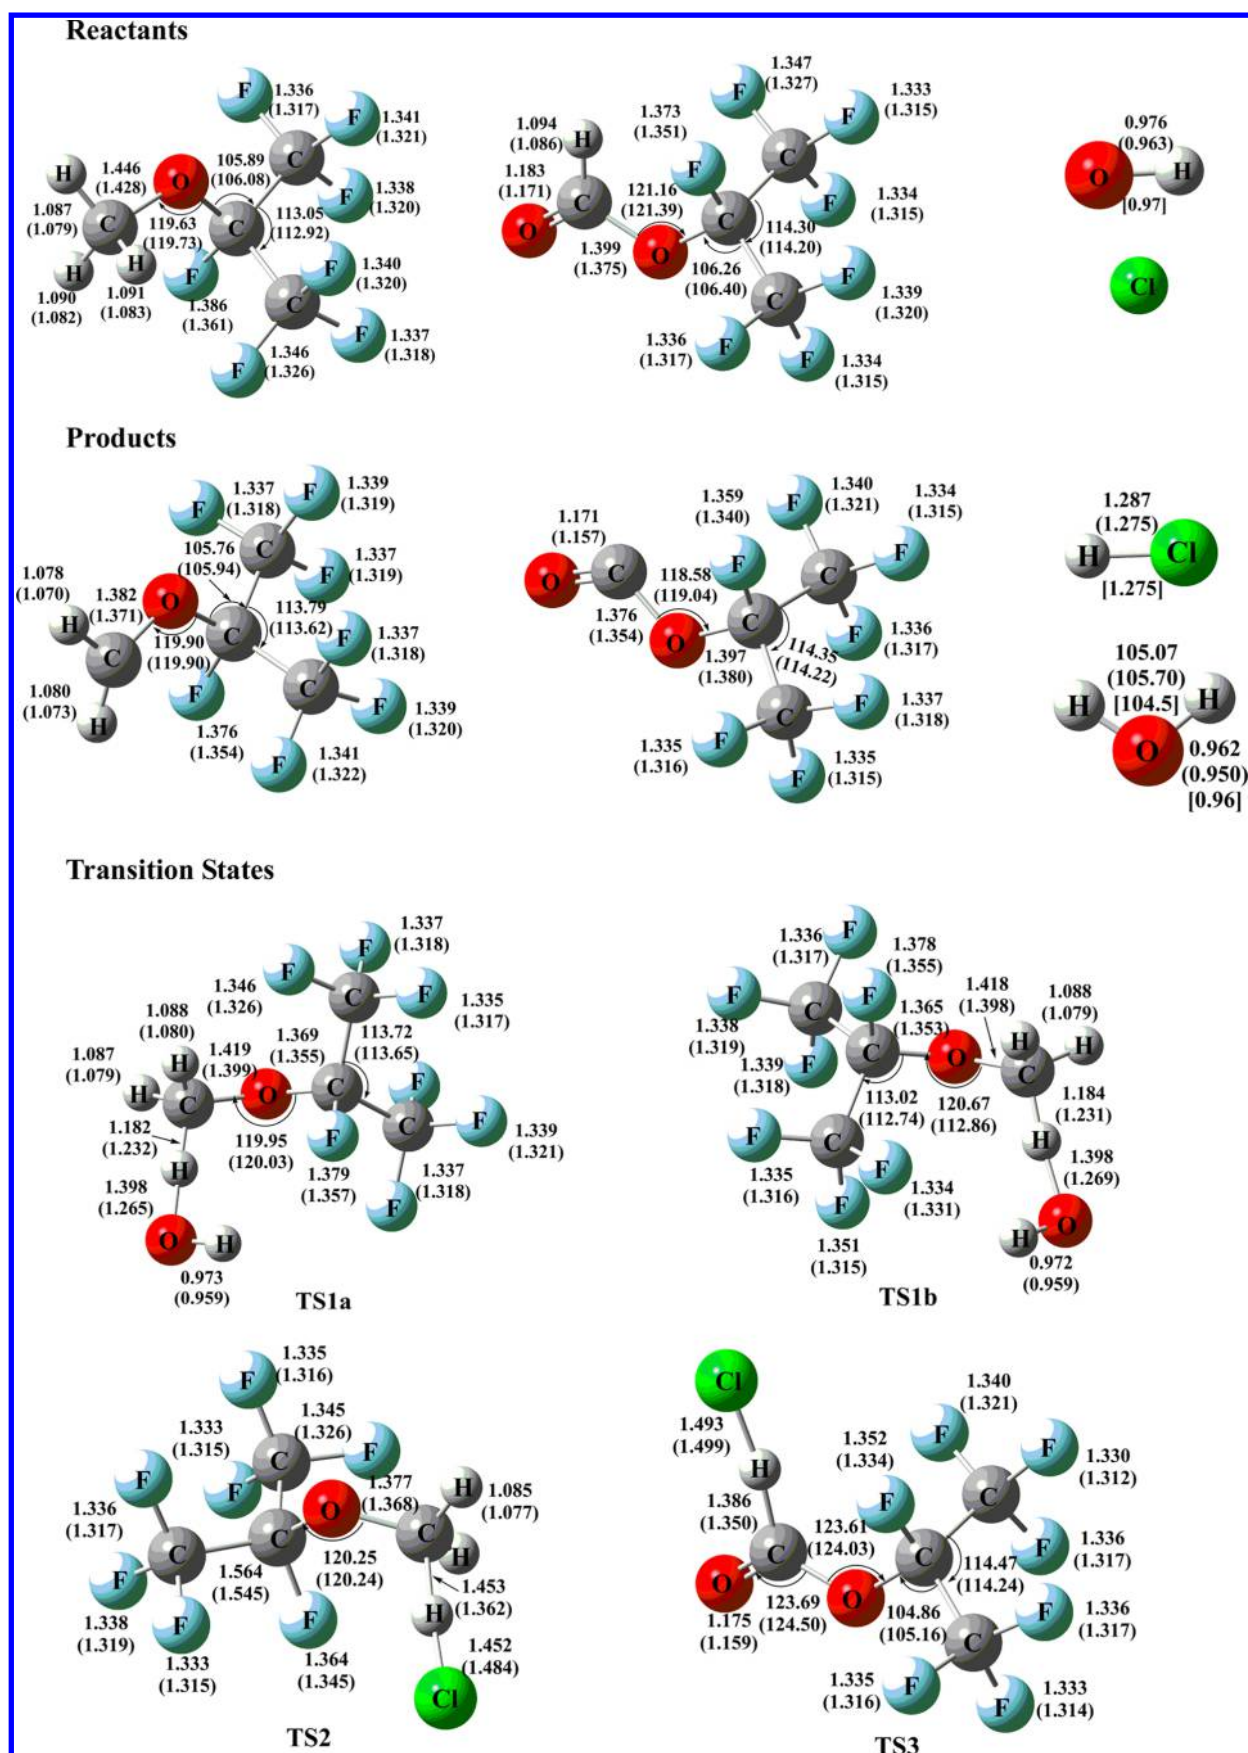 Reactants
F
1.336
(1.317)
F
1.341
(1.321)
C
H
1.446
(1.428)
O
105.89
(106.08)
1.338
(1.320)
F
1.087
(1.079)
C
119.63
(119.73)
C
113.05
(112.92)
H
H
F
F
1.340
(1.320)
1.090
(1.082)
1.091
(1.083)
1.386
(1.361)
C
F
1.337
(1.318)
F
1.346
(1.326)
1.347
(1.327)
F
1.333
(1.315)
F
1.373
(1.351)
1.094
(1.086)
H
C
F
1.183
(1.171)
C
121.16
(121.39)
C
F
1.334
(1.315)
O
1.399
(1.375)
O
114.30
(114.20)
106.26
(106.40)
C
F
1.339
(1.320)
1.336
(1.317)
F
F
1.334
(1.315)
0.976
(0.963)
O
H
[0.97]
Cl
Products
F
1.337
(1.318)
F
1.339
(1.319)
C
1.337
(1.319)
F
105.76
(105.94)
1.078
(1.070)
H
1.382
(1.371)
O
119.90
(119.90)
C
C
113.79
(113.62)
F
1.337
(1.318)
1.080
(1.073)
H
F
C
F
1.339
(1.320)
1.376
(1.354)
F
1.341
(1.322)
1.171
(1.157)
1.359
(1.340)
F
1.340
(1.321)
1.334
(1.315)
F
O
C
F
C
118.58
(119.04)
1.376
(1.354)
O
C
F
1.336
(1.317)
1.397
(1.380)
114.35
(114.22)
C
F
1.337
(1.318)
1.335
(1.316)
F
F
1.335
(1.315)
1.287
(1.275)
H
Cl
[1.275]
105.07
(105.70)
[104.5]
H
H
O
0.962
(0.950)
[0.96]
Transition States
1.337
(1.318)
F
F
1.346
(1.326)
C
F
1.335
(1.317)
1.088
(1.080)
1.369
(1.355)
113.72
(113.65)
1.087
(1.079)
H
1.419
(1.399)
H
C
O
C
F
C
F
1.339
(1.321)
1.182
(1.232)
119.95
(120.03)
F
H
1.379
(1.357)
1.337
(1.318)
1.398
(1.265)
F
O
H
0.973
(0.959)
TS1a
1.336
(1.317)
F
1.378
(1.355)
F
F
C
1.365
(1.353)
1.418
(1.398)
1.088
(1.079)
1.338
(1.319)
H
H
C
O
C
1.339
(1.318)
F
113.02
(112.74)
120.67
(112.86)
1.184
(1.231)
F
C
H
1.335
(1.316)
F
1.334
(1.331)
1.398
(1.269)
F
H
O
1.351
(1.315)
0.972
(0.959)
TS1b
1.335
(1.316)
F
1.345
(1.326)
1.333
(1.315)
C
F
F
F
1.377
(1.368)
H
1.085
(1.077)
1.336
(1.317)
O
C
H
C
C
1.564
(1.545)
120.25
(120.24)
1.453
(1.362)
F
1.338
(1.319)
F
F
H
1.333
(1.315)
1.364
(1.345)
1.452
(1.484)
Cl
TS2
Cl
1.340
(1.321)
1.493
(1.499)
1.352
(1.334)
F
F
1.330
(1.312)
H
C
1.386
(1.350)
F
123.61
(124.03)
C
C
F
1.336
(1.317)
O
114.47
(114.24)
O
123.69
(124.50)
104.86
(105.16)
1.175
(1.159)
F
1.336
(1.317)
C
1.335
(1.316)
F
F
1.333
(1.314)
TS3